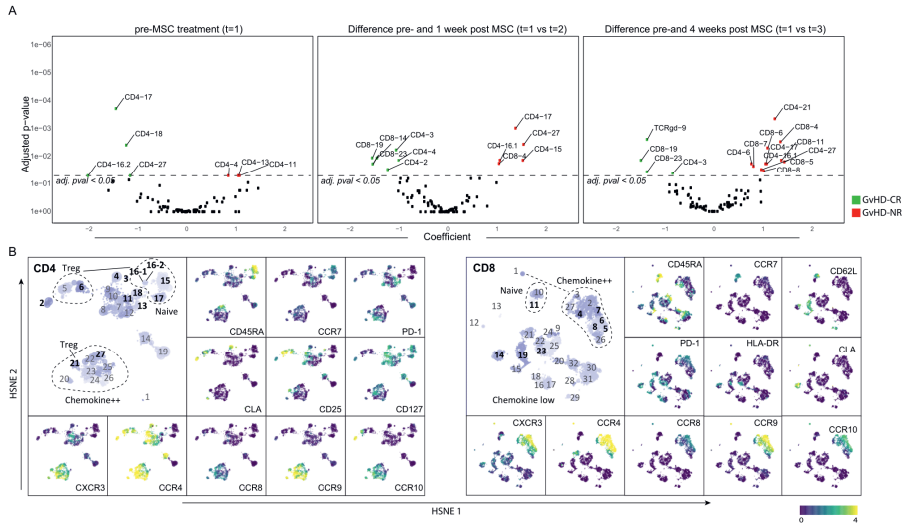 A
pre-MSC treatment (t=1)
Difference pre- and 1 week post MSC (t=1 vs t=2)
Difference pre-and 4 weeks post MSC (t=1 vs t=3)
Adjusted p-value
1e-06
1e-05
1e-04
1e-03
1e-02
1e-01
1e+00
CD4-17
CD4-18
CD4-16.2
CD4-27
CD4-4
CD4-13
CD4-11
adj. pval < 0.05
-2 -1 0 1 2
CD8-19
CD8-14
CD4-3
CD8-23
CD4-4
CD4-2
CD4-17
CD4-27
CD4-16.1
CD4-15
CD8-4
adj. pval < 0.05
-2 -1 0 1 2
TCRgd-9
CD8-19
CD8-23
CD4-3
CD4-21
CD8-6
CD8-4
CD8-7
CD8-11
CD4-17
CD4-6
CD4-16.1
CD4-27
CD8-5
CD8-8
adj. pval < 0.05
-2 -1 0 1 2
Coefficient
GvHD-CR
GvHD-NR
B
HSNE 2
CD4
Treg
16-1
16-2
5 6
4
3
15
18
10
11
17
2
8
12
13
Naive
14
19
Treg
21
27
23
25
20
24 26
Chemokine++
1
CD45RA
CCR7
PD-1
CLA
CD25
CD127
CXCR3
CCR4
CCR8
CCR9
CCR10
CD8
1
Naive
10
11
Chemokine++
2
4
7
6
8
5
26
13
12
14
19
15
21
22
23
24 9
25
20
18
16 17
32
30
28
31
29
Chemokine low
CD45RA
CCR7
CD62L
PD-1
HLA-DR
CLA
CXCR3
CCR4
CCR8
CCR9
CCR10
HSNE 1
0 2 4